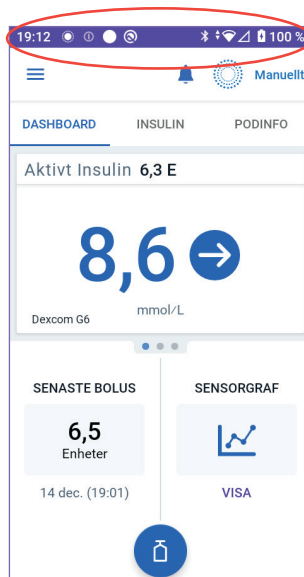 19:12 100 %
Manuellt
DASHBOARD INSULIN PODINFO
Aktivt Insulin 6,3 E
8,6
mmol/L
Dexcom G6
SENASTE BOLUS SENSORGRAF
6,5
Enheter
14 dec. (19:01) VISA